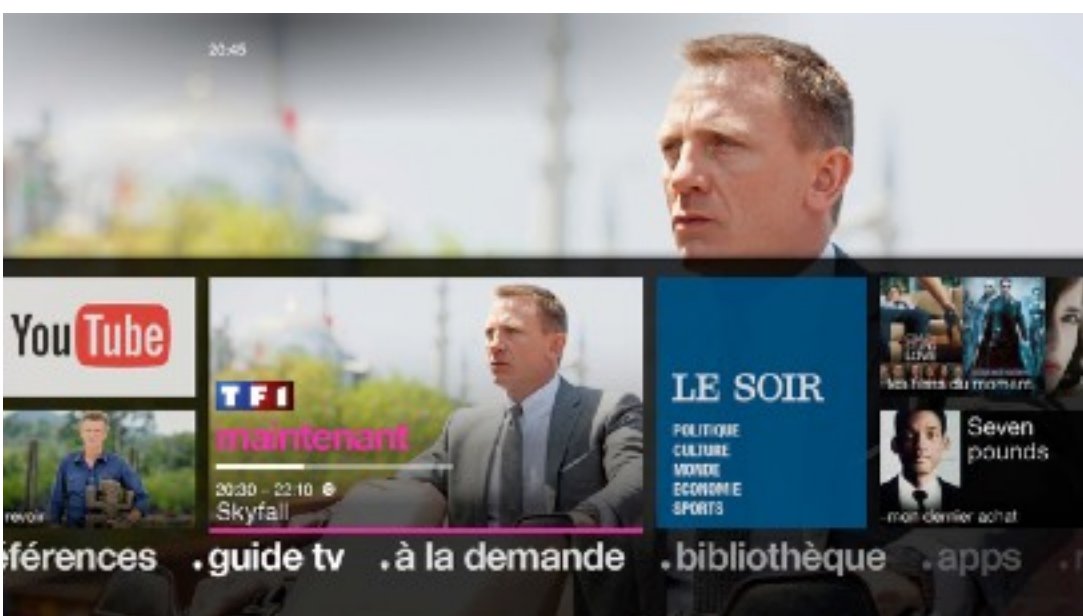 20:45
You Tube
TF1
maintenant
20:30 - 22:10
Skyfall
LE SOIR
POLITIQUE
CULTURE
MONDE
ECONOMIE
SPORTS
LOVE
les films du moment
Seven
pounds
mon dernier achat
revoir
éférences
.guide tv
.à la demande
.bibliothèque
.apps